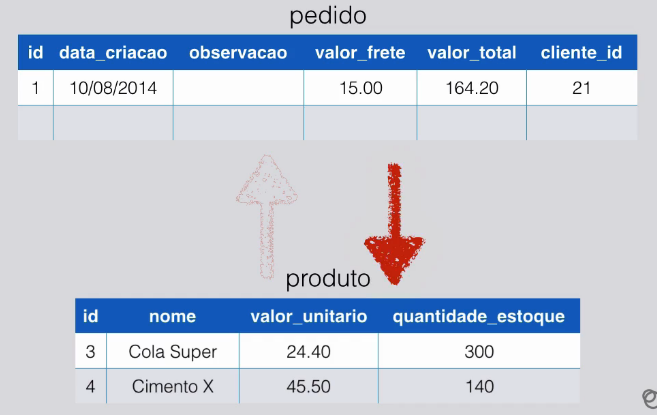 pedido
id data_criacao observacao valor_frete valor_total cliente_id
1 10/08/2014 15.00 164.20 21
produto
id nome valor_unitario quantidade_estoque
3 Cola Super 24.40 300
4 Cimento X 45.50 140